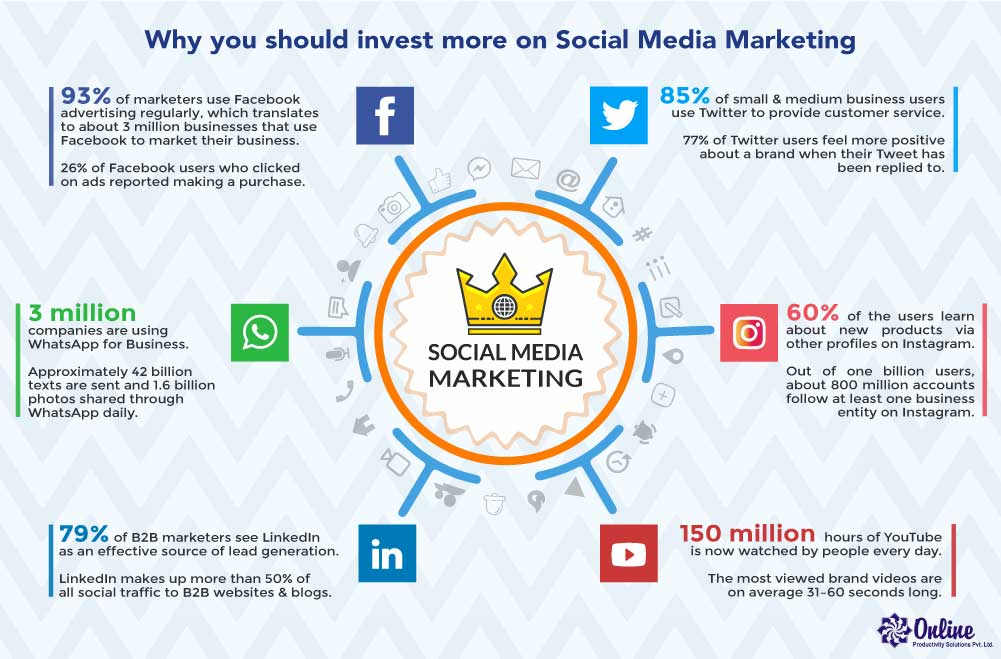 Why you should invest more on Social Media Marketing
93% of marketers use Facebook
advertising regularly, which translates
to about 3 million businesses that use
Facebook to market their business.
26% of Facebook users who clicked
on ads reported making a purchase.
85% of small & medium business users
use Twitter to provide customer service.
77% of Twitter users feel more positive
about a brand when their Tweet has
been replied to.
3 million
companies are using
WhatsApp for Business.
Approximately 42 billion
texts are sent and 1.6 billion
photos shared through
WhatsApp daily.
SOCIAL MEDIA
MARKETING
60% of the users learn
about new products via
other profiles on Instagram.
Out of one billion users,
about 800 million accounts
follow at least one business
entity on Instagram.
79% of B2B marketers see LinkedIn
as an effective source of lead generation.
LinkedIn makes up more than 50% of
all social traffic to B2B websites & blogs.
150 million hours of YouTube
is now watched by people every day.
The most viewed brand videos are
on average 31-60 seconds long.
Online
Productivity Solutions Pvt. Ltd.